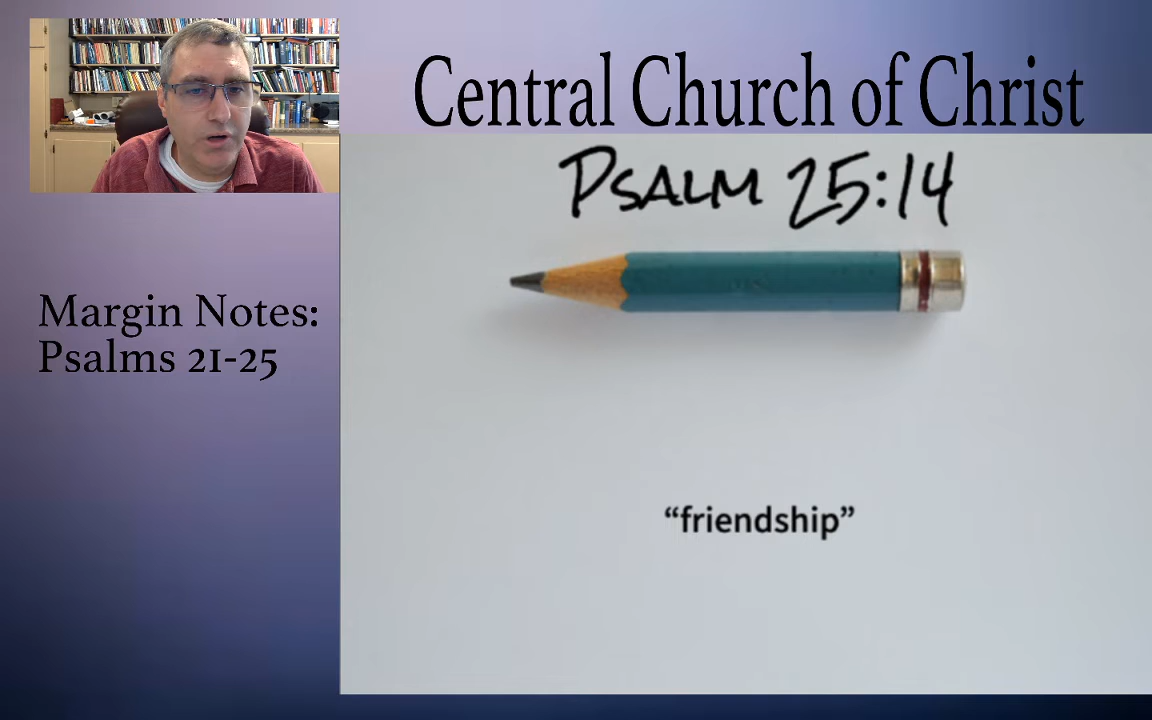 Central Church of Christ
Psalm 25:14
Margin Notes:
Psalms 21-25
“friendship”